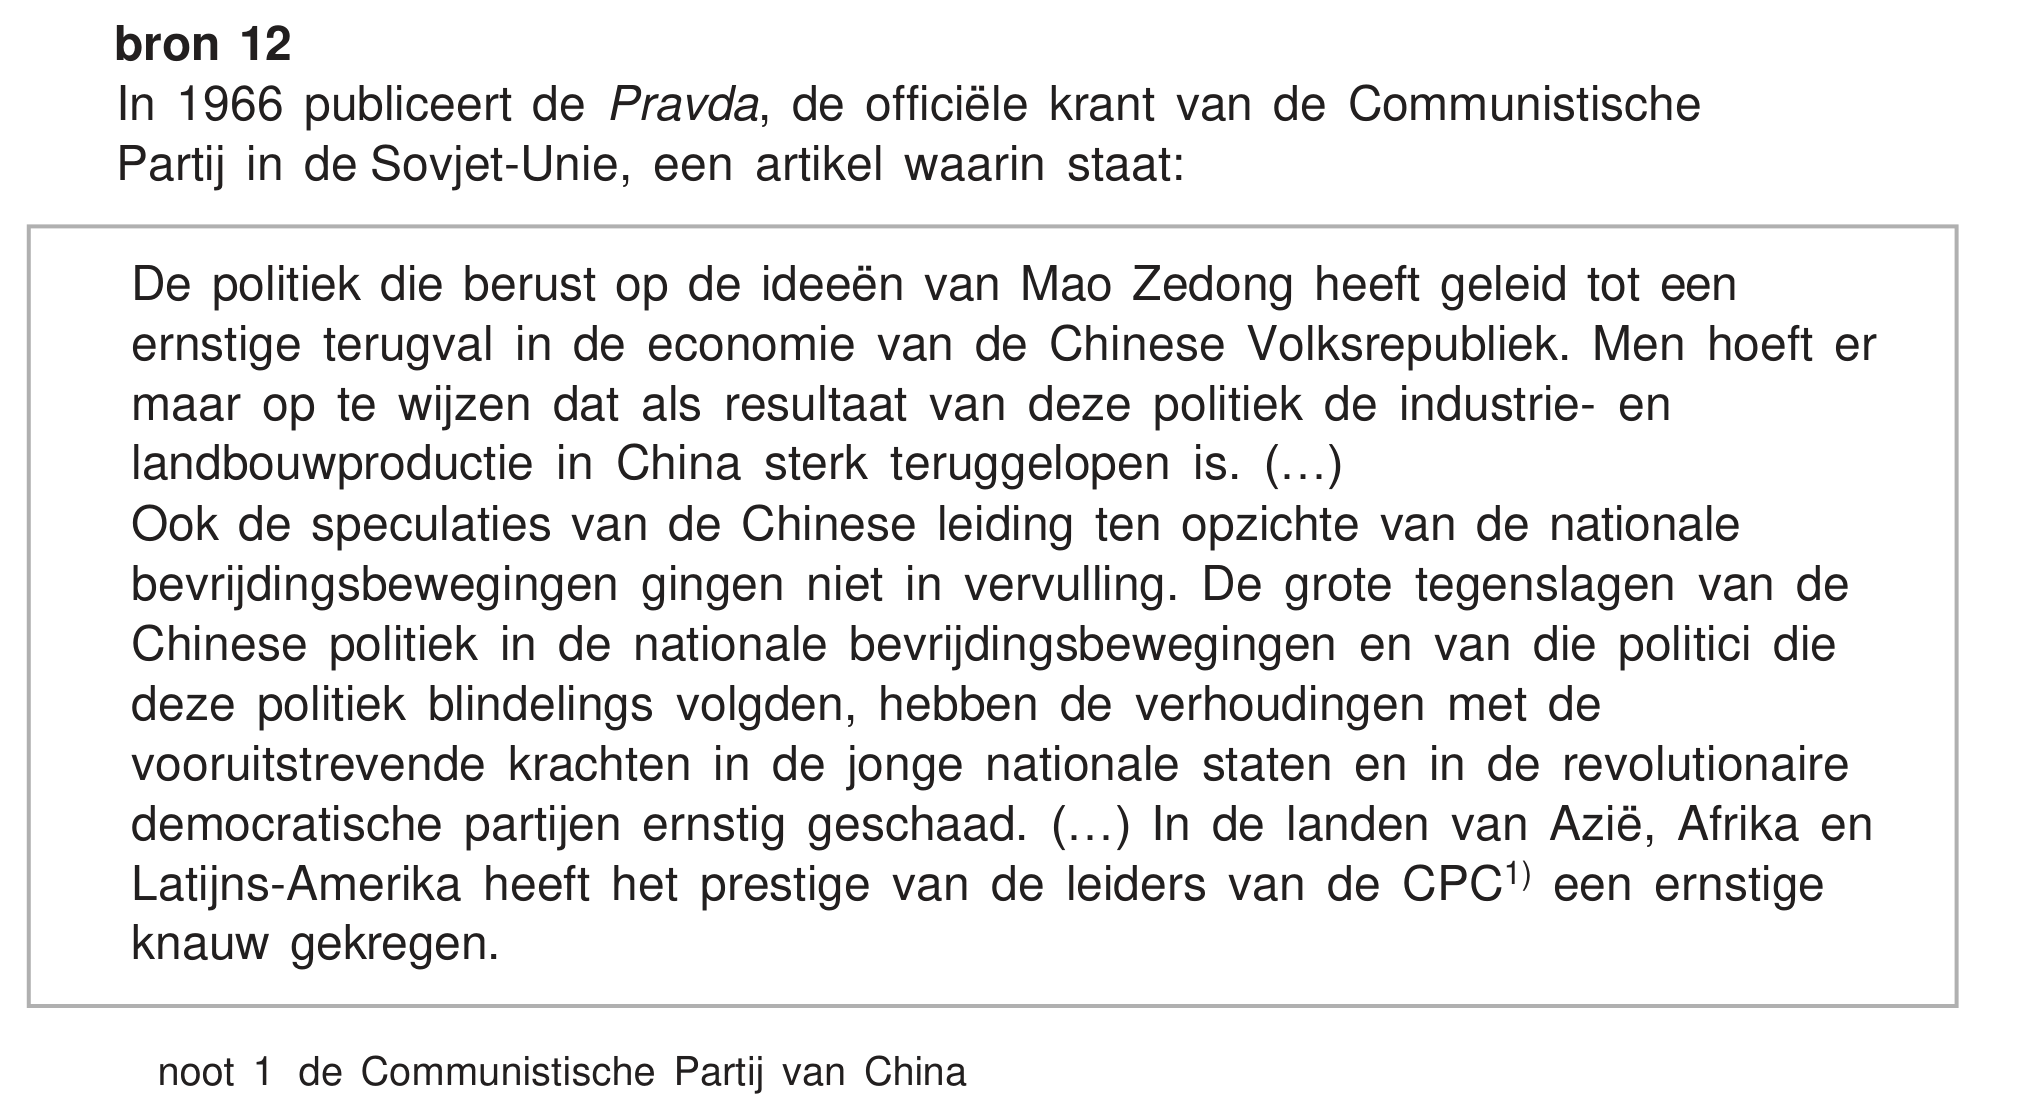 bron 12
In 1966 publiceert de Pravda, de officiële krant van de Communistische
Partij in de Sovjet-Unie, een artikel waarin staat:
De politiek die berust op de ideeën van Mao Zedong heeft geleid tot een
ernstige terugval in de economie van de Chinese Volksrepubliek. Men hoeft er
maar op te wijzen dat als resultaat van deze politiek de industrie- en
landbouwproductie in China sterk teruggelopen is. (…)
Ook de speculaties van de Chinese leiding ten opzichte van de nationale
bevrijdingsbewegingen gingen niet in vervulling. De grote tegenslagen van de
Chinese politiek in de nationale bevrijdingsbewegingen en van die politici die
deze politiek blindelings volgden, hebben de verhoudingen met de
vooruitstrevende krachten in de jonge nationale staten en in de revolutionaire
democratische partijen ernstig geschaad. (…) In de landen van Azië, Afrika en
Latijns-Amerika heeft het prestige van de leiders van de CPC1) een ernstige
knauw gekregen.
noot 1 de Communistische Partij van China